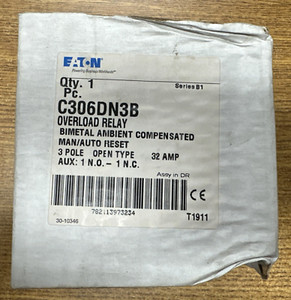 EATON
Powering Business Worldwide
Qty. 1
Series B1
Pc.
C306DN3B
OVERLOAD RELAY
BIMETAL AMBIENT COMPENSATED
MAN/AUTO RESET
3 POLE OPEN TYPE 32 AMP
AUX: 1 N.O. - 1 N.C.
Assy in DR
CE
782113973234
T1911
30-10346